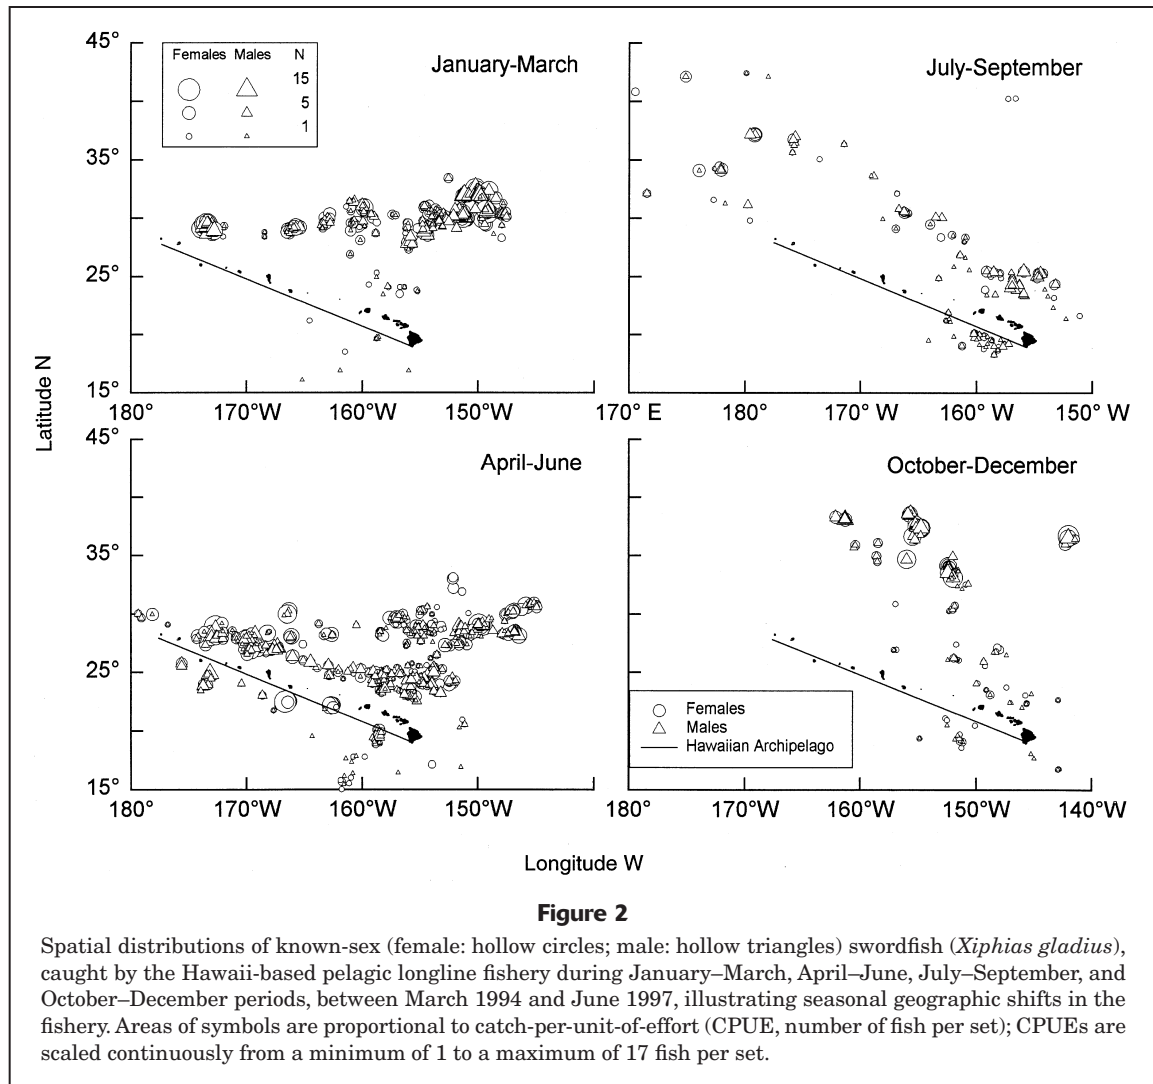 45°
35°
25°
15°
Females Males N
15
5
1
January-March
180° 170°W 160°W 150°W
July-September
170° E 180° 170° W 160° W 150° W
Latitude N
45°
35°
25°
15°
April-June
180° 170°W 160°W 150°W
October-December
Females
Males
Hawaiian Archipelago
180° 170°W 160°W 150°W 140°W
Longitude W
Figure 2
Spatial distributions of known-sex (female: hollow circles; male: hollow triangles) swordfish (Xiphias gladius),
caught by the Hawaii-based pelagic longline fishery during January–March, April–June, July–September, and
October–December periods, between March 1994 and June 1997, illustrating seasonal geographic shifts in the
fishery. Areas of symbols are proportional to catch-per-unit-of-effort (CPUE, number of fish per set); CPUEs are
scaled continuously from a minimum of 1 to a maximum of 17 fish per set.